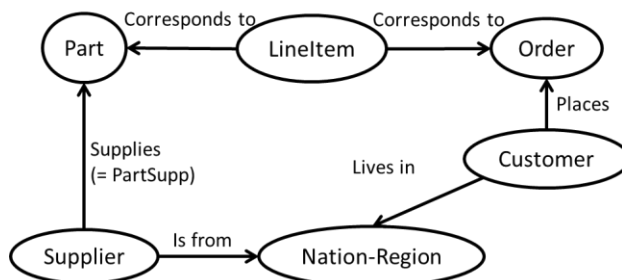 Corresponds to
Corresponds to
Part
LineItem
Order
Places
Supplies
(= PartSupp)
Lives in
Customer
Supplier
Is from
Nation-Region